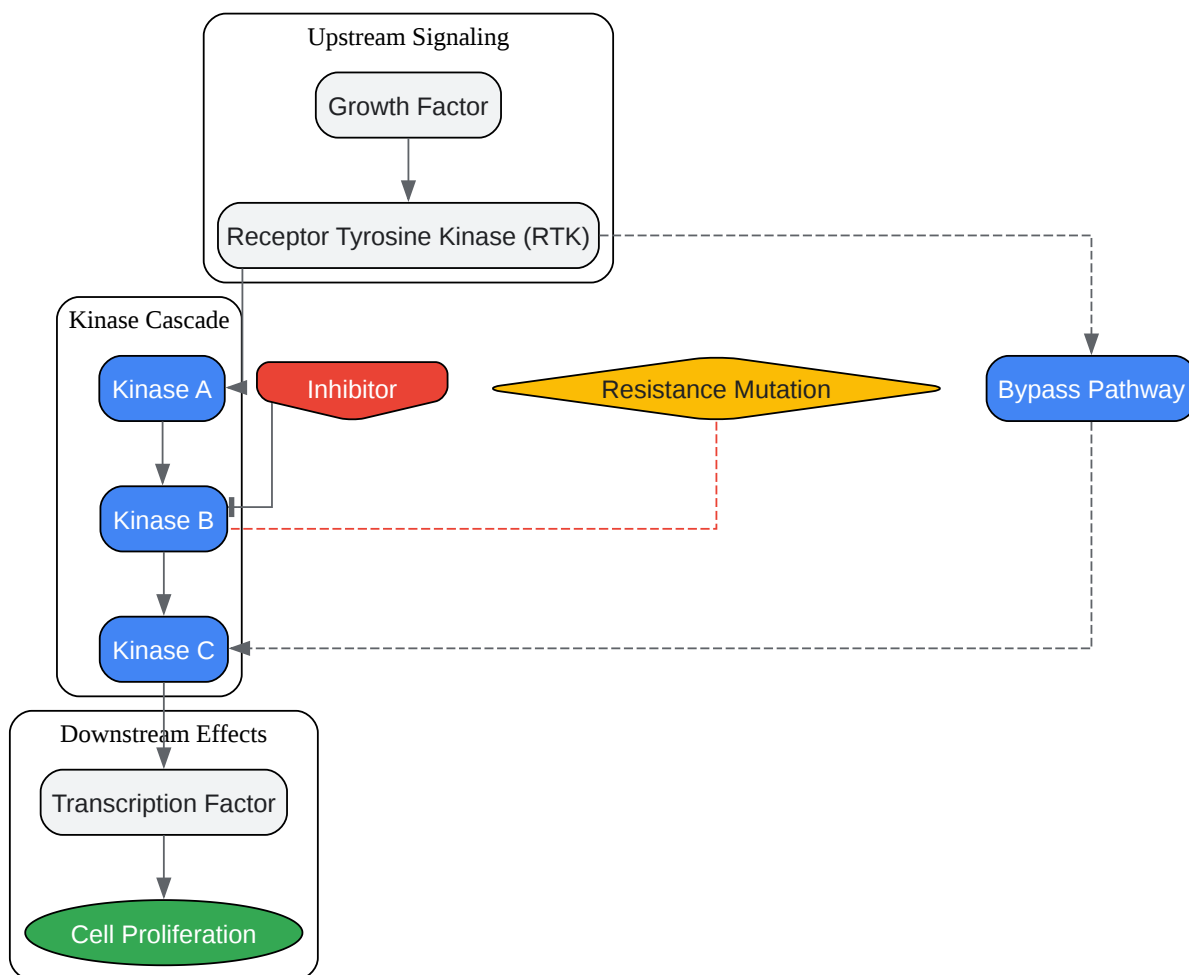 Upstream Signaling
Growth Factor
Receptor Tyrosine Kinase (RTK)
Kinase Cascade
Kinase A
Inhibitor
Resistance Mutation
Bypass Pathway
Kinase B
Kinase C
Downstream Effects
Transcription Factor
Cell Proliferation